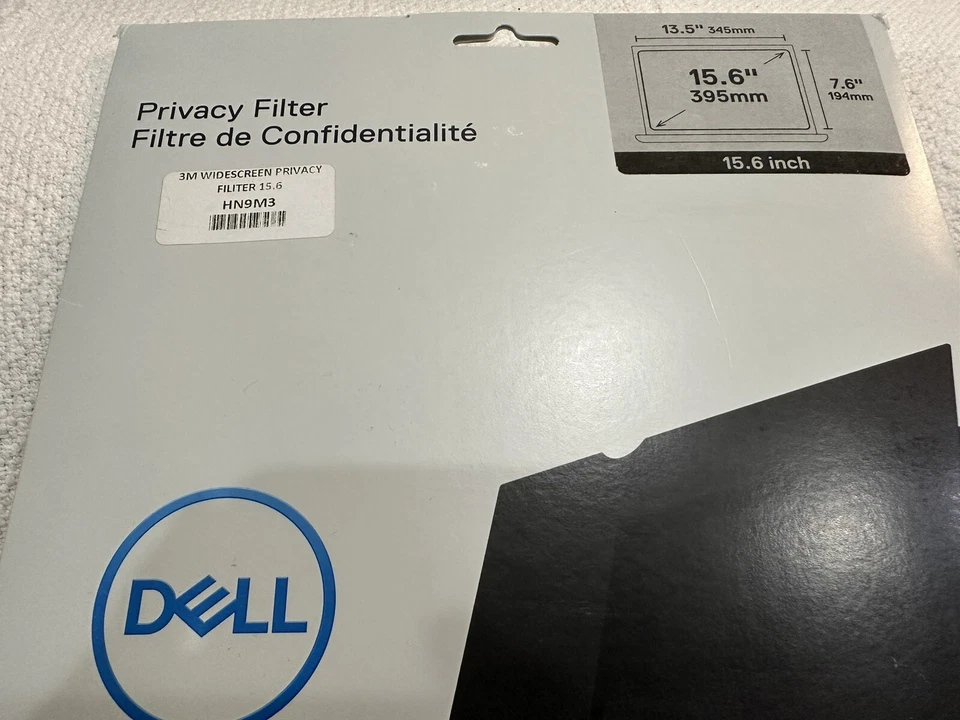 Privacy Filter
Filtre de Confidentialité
3M WIDESCREEN PRIVACY
FILITER 15.6
HN9M3
13.5" 345mm
15.6"
395mm
7.6"
194mm
15.6 inch
DELL